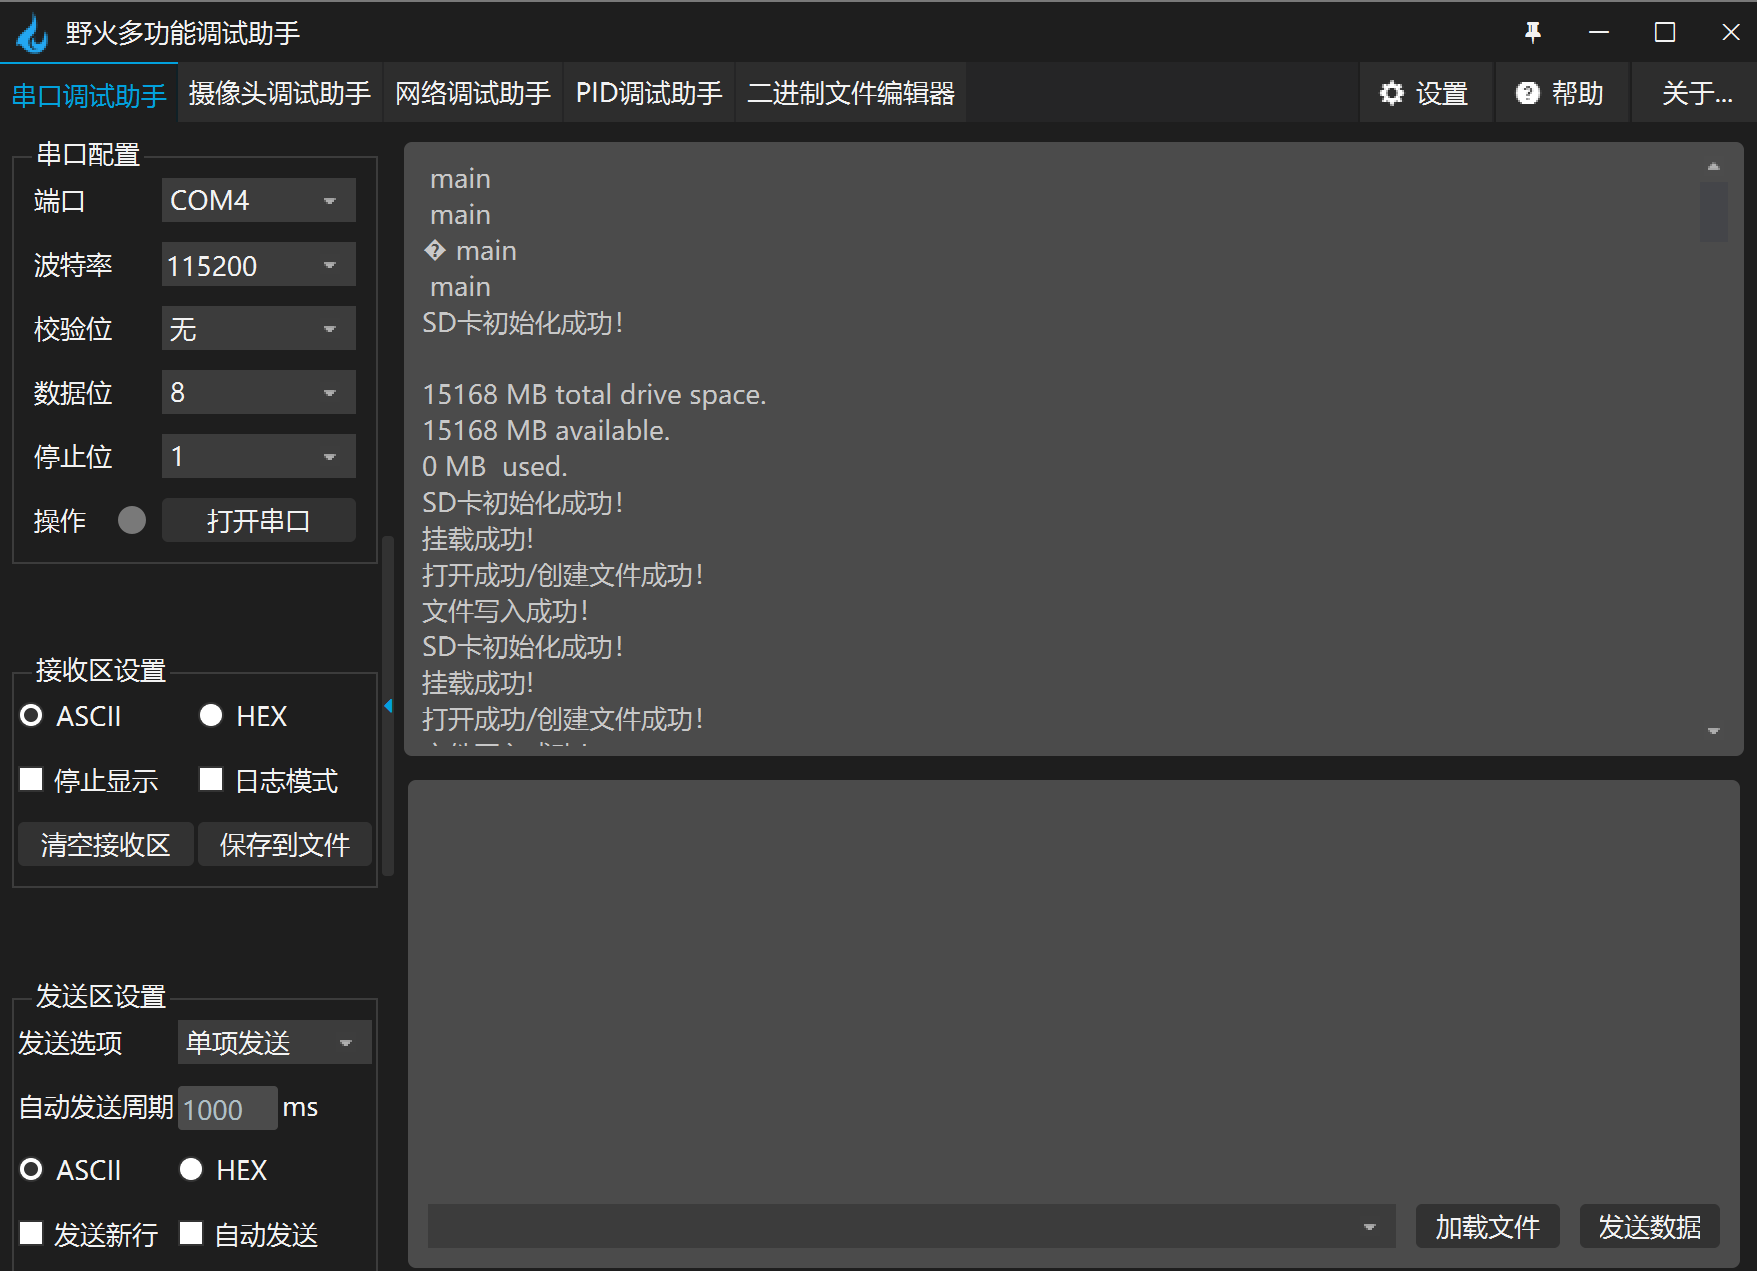 野火多功能调试助手
串口调试助手 摄像头调试助手 网络调试助手 PID调试助手 二进制文件编辑器 设置 帮助 关于...
串口配置
端口 COM4
波特率 115200
校验位 无
数据位 8
停止位 1
操作 打开串口
接收区设置
ASCII HEX
停止显示 日志模式
清空接收区 保存到文件
发送区设置
发送选项 单项发送
自动发送周期 1000 ms
ASCII HEX
发送新行 自动发送
main
main
� main
main
SD卡初始化成功！
15168 MB total drive space.
15168 MB available.
0 MB  used.
SD卡初始化成功！
挂载成功!
打开成功/创建文件成功！
文件写入成功！
SD卡初始化成功！
挂载成功!
打开成功/创建文件成功！
加载文件 发送数据